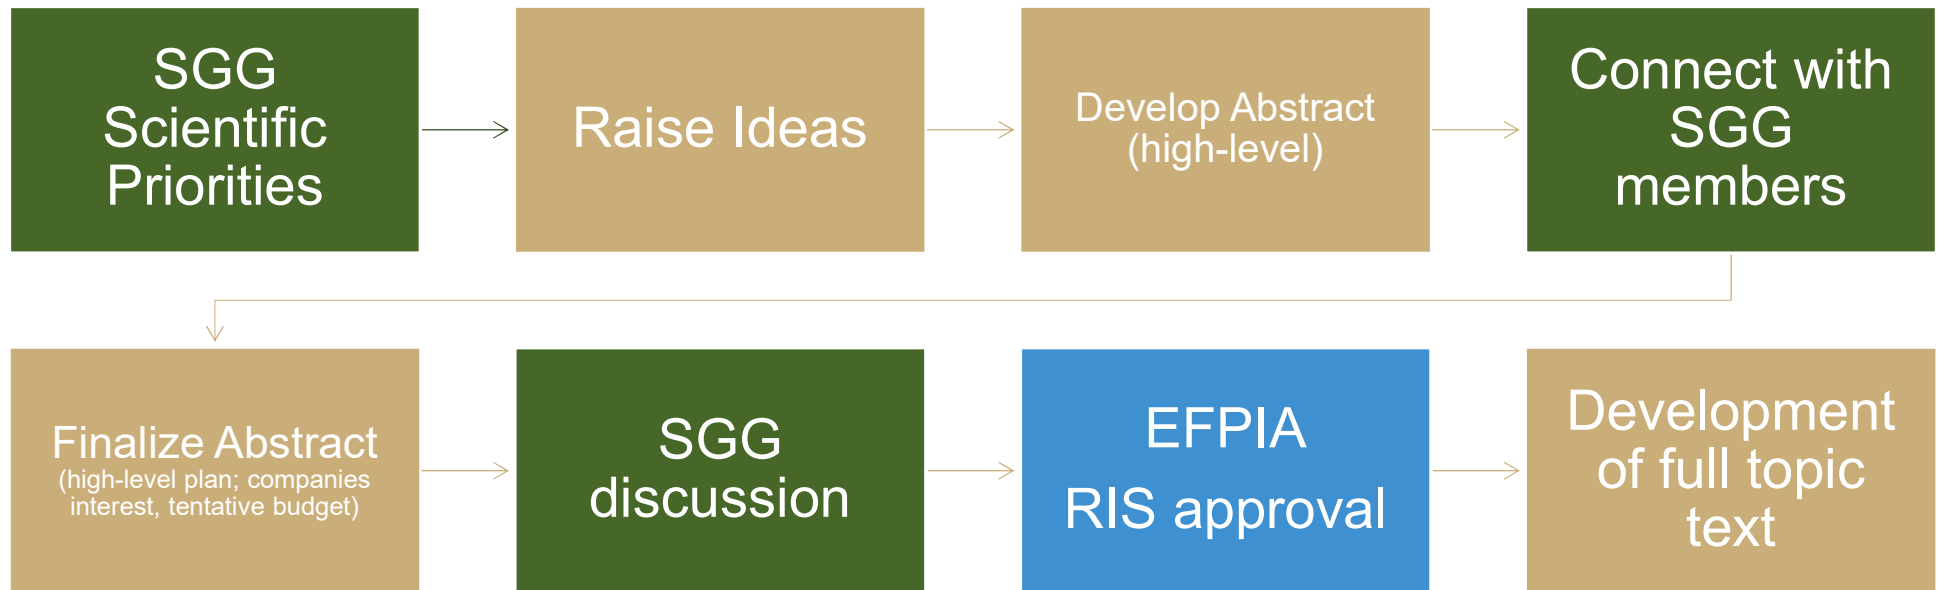 SGG
Scientific
Priorities
Raise Ideas
Develop Abstract
(high-level)
Connect with
SGG
members
Finalize Abstract
(high-level plan; companies
interest, tentative budget)
SGG
discussion
EFPIA
RIS approval
Development
of full topic
text